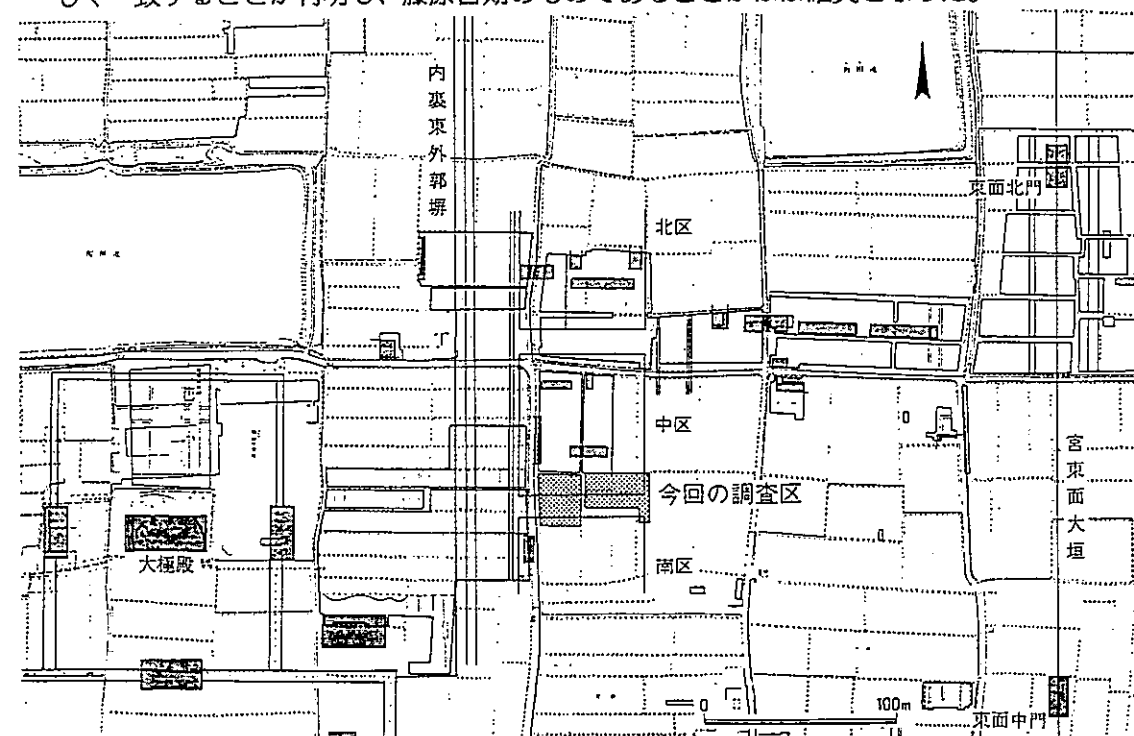 内裏東外郭塀
東面北門
北区
中区
今回の調査区
宮東面大垣
大極殿
南区
100m
東面中門